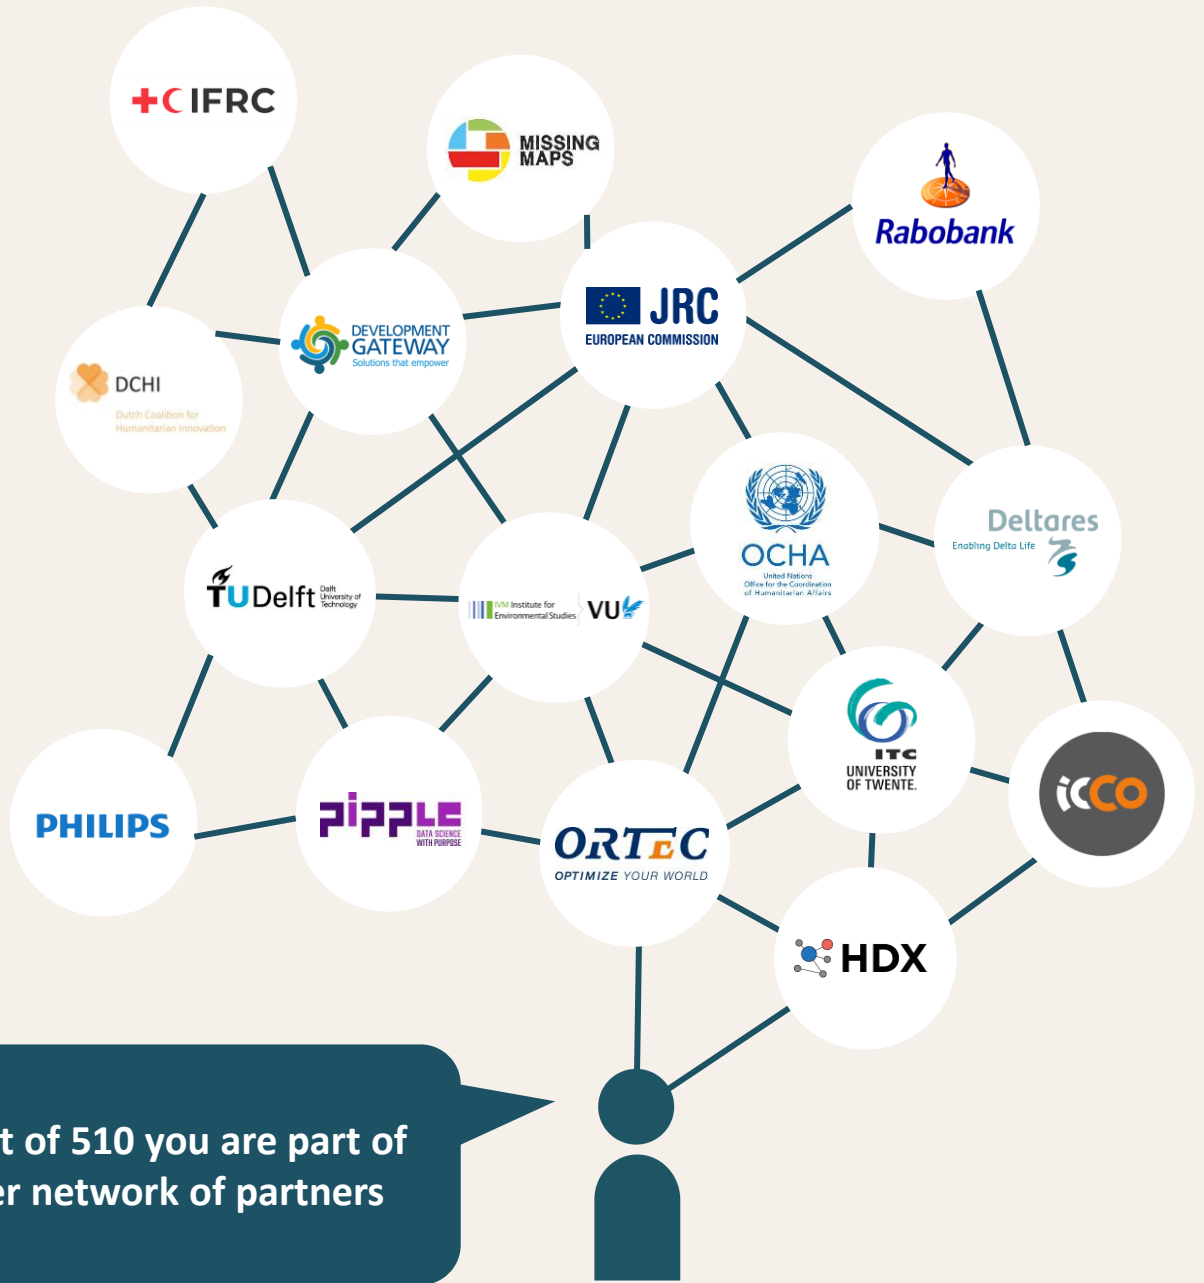 IFRC
MISSING
MAPS
Rabobank
JRC
EUROPEAN COMMISSION
DEVELOPMENT
GATEWAY
Solutions that empower
DCHI
Dutch Coalition for
Humanitarian Innovation
OCHA
United Nations
Office for the Coordination
of Humanitarian Affairs
Deltares
Enabling Delta Life
TUDelft
Delft
University of
Technology
IVM Institute for
Environmental Studies
VU
ITC
UNIVERSITY
OF TWENTE.
icco
PHILIPS
pipple
DATA SCIENCE
WITH PURPOSE
ORTEC
OPTIMIZE YOUR WORLD
HDX
t of 510 you are part of
er network of partners